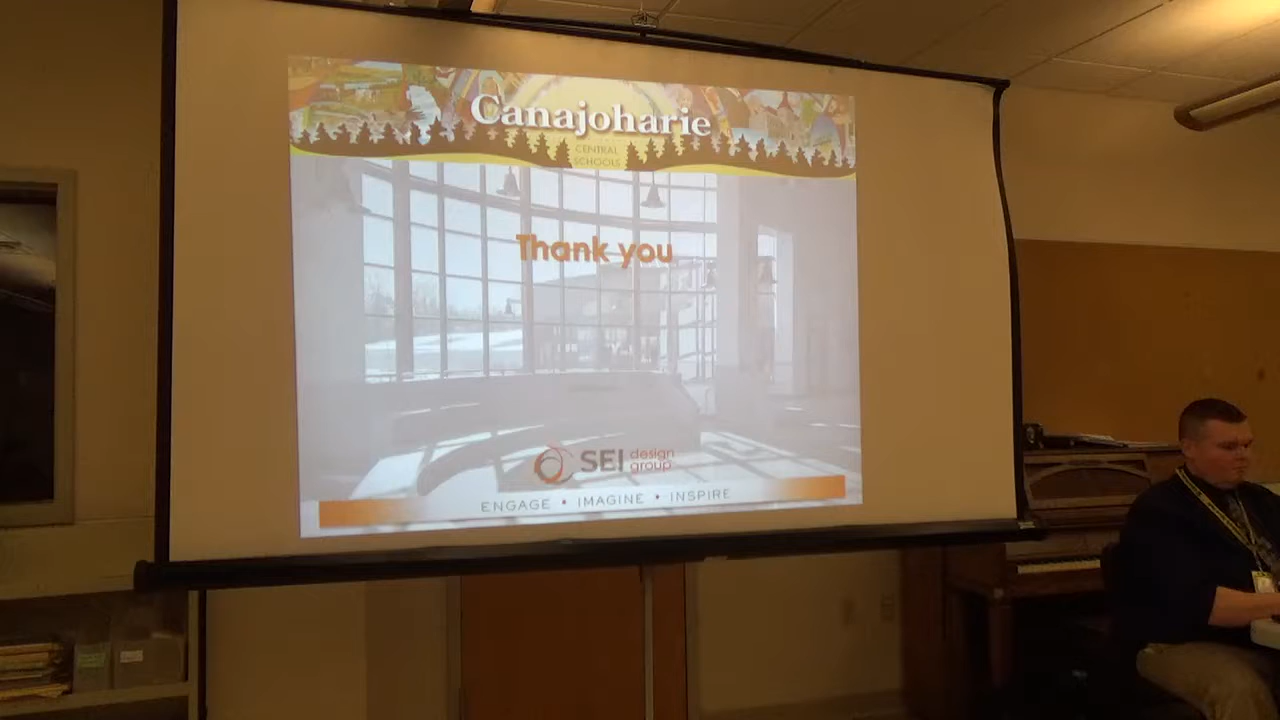 Canajoharie
CENTRAL
SCHOOLS
Thank you
SEI design
group
ENGAGE • IMAGINE • INSPIRE